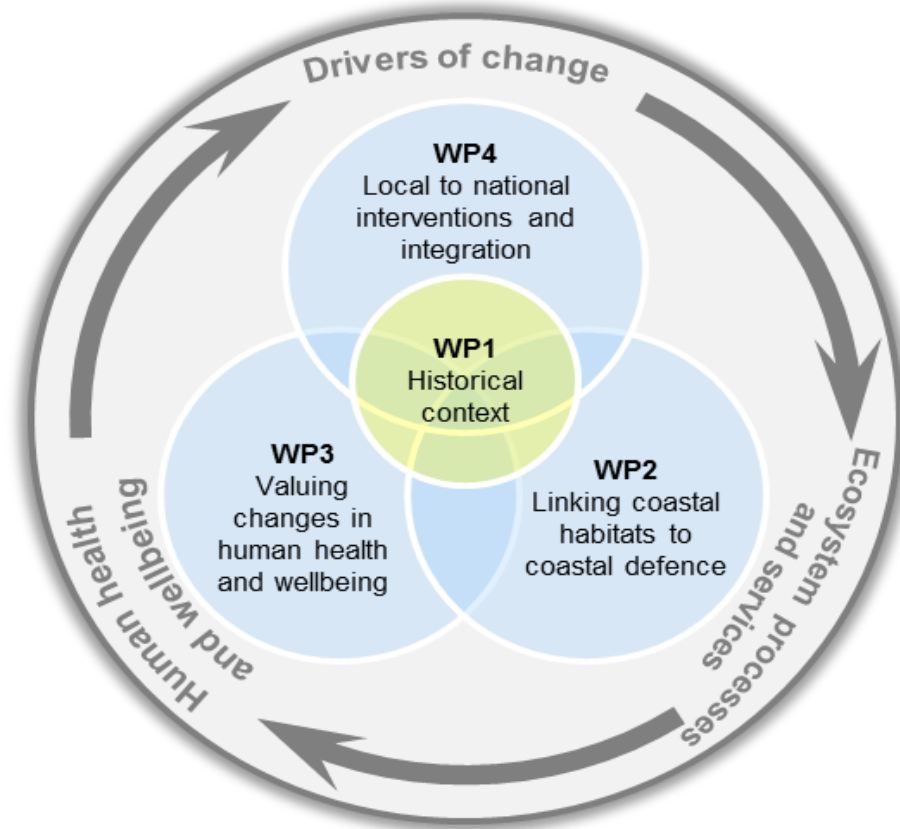 Drivers of change
WP4
Local to national
interventions and
integration
WP1
Historical
context
WP3
Valuing
changes in
human health
and wellbeing
WP2
Linking coastal
habitats to
coastal defence
Ecosystem processes
and services
Human health
and wellbeing